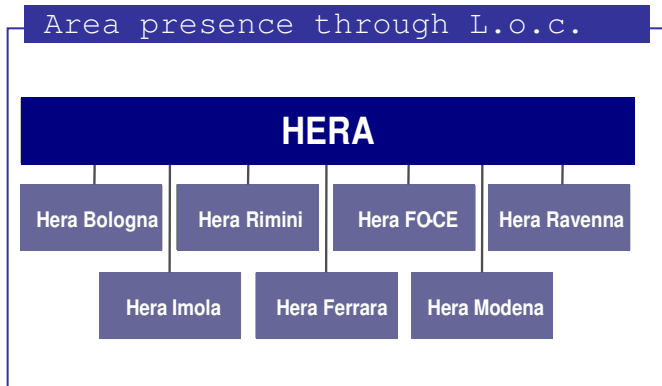 Area presence through L.o.c.
HERA
Hera Bologna
Hera Rimini
Hera FO-CE
Hera Ravenna
Hera Imola
Hera Ferrara
Hera Modena